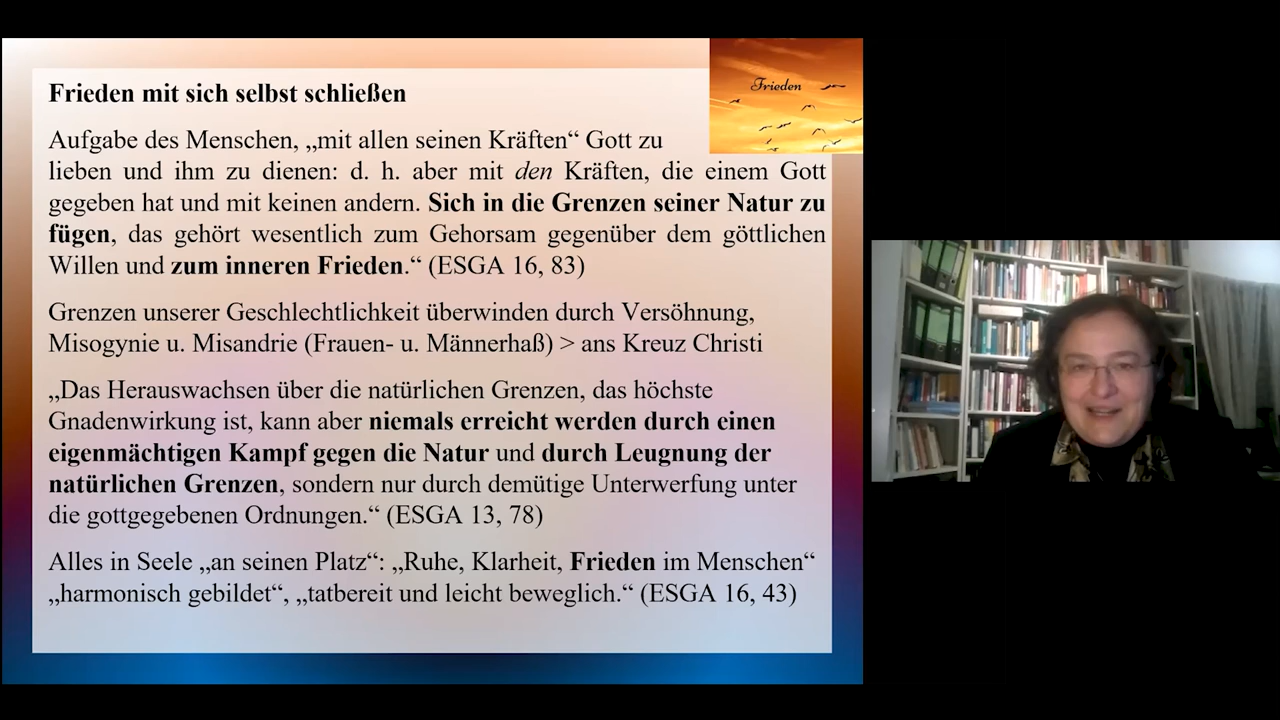 Frieden mit sich selbst schließen
Frieden
Aufgabe des Menschen, „mit allen seinen Kräften“ Gott zu
lieben und ihm zu dienen: d. h. aber mit den Kräften, die einem Gott
gegeben hat und mit keinen andern. Sich in die Grenzen seiner Natur zu
fügen, das gehört wesentlich zum Gehorsam gegenüber dem göttlichen
Willen und zum inneren Frieden.“ (ESGA 16, 83)
Grenzen unserer Geschlechtlichkeit überwinden durch Versöhnung,
Misogynie u. Misandrie (Frauen- u. Männerhaß) > ans Kreuz Christi
„Das Herauswachsen über die natürlichen Grenzen, das höchste
Gnadenwirkung ist, kann aber niemals erreicht werden durch einen
eigenmächtigen Kampf gegen die Natur und durch Leugnung der
natürlichen Grenzen, sondern nur durch demütige Unterwerfung unter
die gottgegebenen Ordnungen.“ (ESGA 13, 78)
Alles in Seele „an seinen Platz“: „Ruhe, Klarheit, Frieden im Menschen“
„harmonisch gebildet“, „tatbereit und leicht beweglich.“ (ESGA 16, 43)